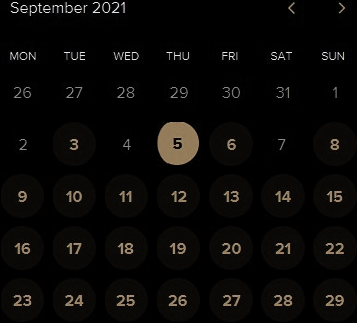 September 2021
MON TUE WED THU FRI SAT SUN
26 27 28 29 30 31 1
2 3 4 5 6 7 8
9 10 11 12 13 14 15
16 17 18 19 20 21 22
23 24 25 26 27 28 29